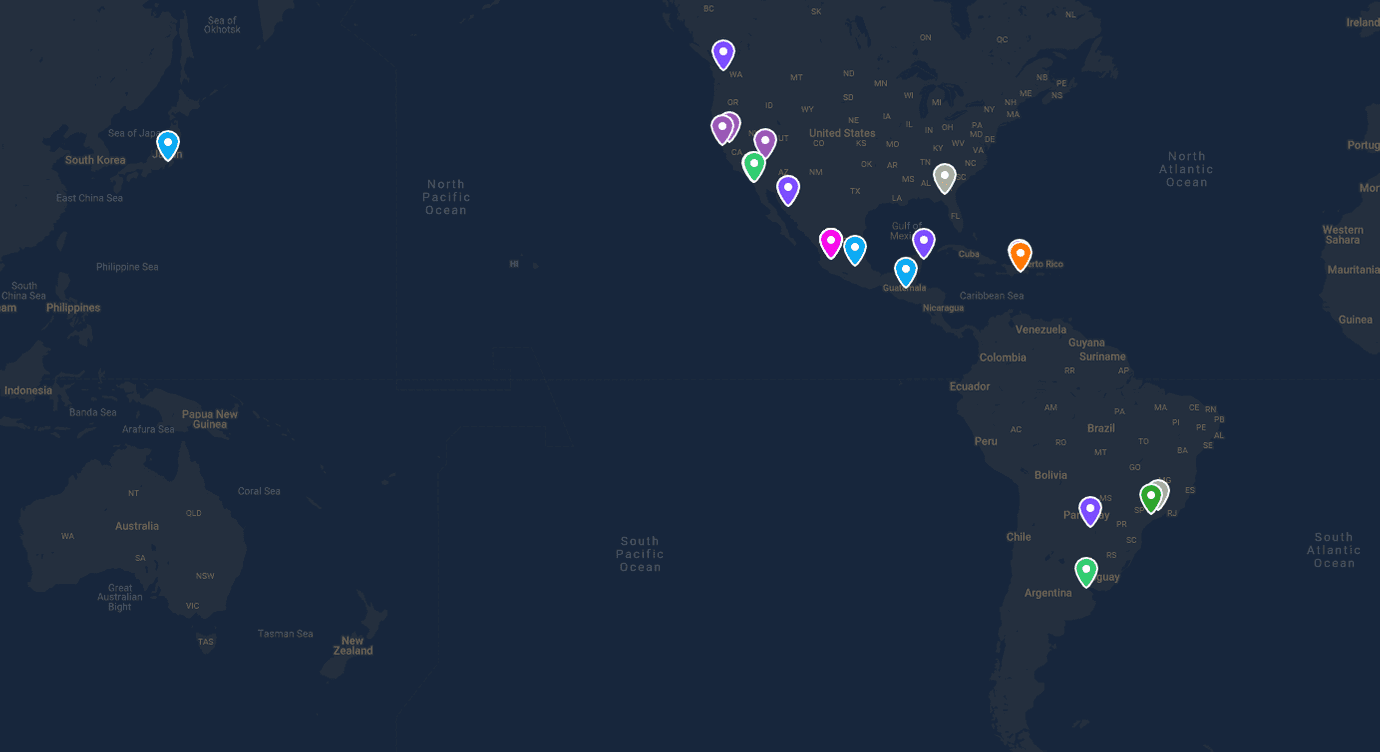 BC
SK
NL
Sea of
Okhotsk
Ireland
ON
QC
WA
MT
ND
MN
NB
PE
ME
NS
OR
ID
WY
SD
WI
MI
NY
NH
MA
NE
IA
IL
IN
OH
PA
MD
DE
UT
United States
CO
KS
MO
KY
WV
VA
CA
Sea of Japa
South Korea
Portug
North
Atlantic
Ocean
AZ
NM
OK
AR
TN
NC
SC
MS
AL
TX
LA
North
Pacific
Ocean
East China Sea
Mor
FL
Gulf of
Mexi
Western
Sahara
Cuba
erto Rico
HI
Philippine Sea
Mauritania
South
China Sea
am
Philippines
Guatemala
Caribbean Sea
Nicaragua
Guinea
Venezuela
Guyana
Suriname
Colombia
RR
AP
Ecuador
Indonesia
Banda Sea
Papua New
Guinea
Arafura Sea
AM
PA
MA
CE
RN
PB
PI
PE
AL
AC
Brazil
Peru
RO
TO
SE
MT
BA
GO
Bolivia
MG
ES
MS
NT
Coral Sea
QLD
Australia
WA
SP
RJ
PR
Chile
SC
South
Pacific
Ocean
South
Atlantic
Ocean
SA
RS
NSW
guay
Argentina
Great
Australian
Bight
VIC
Tasman Sea
TAS
New
Zealand